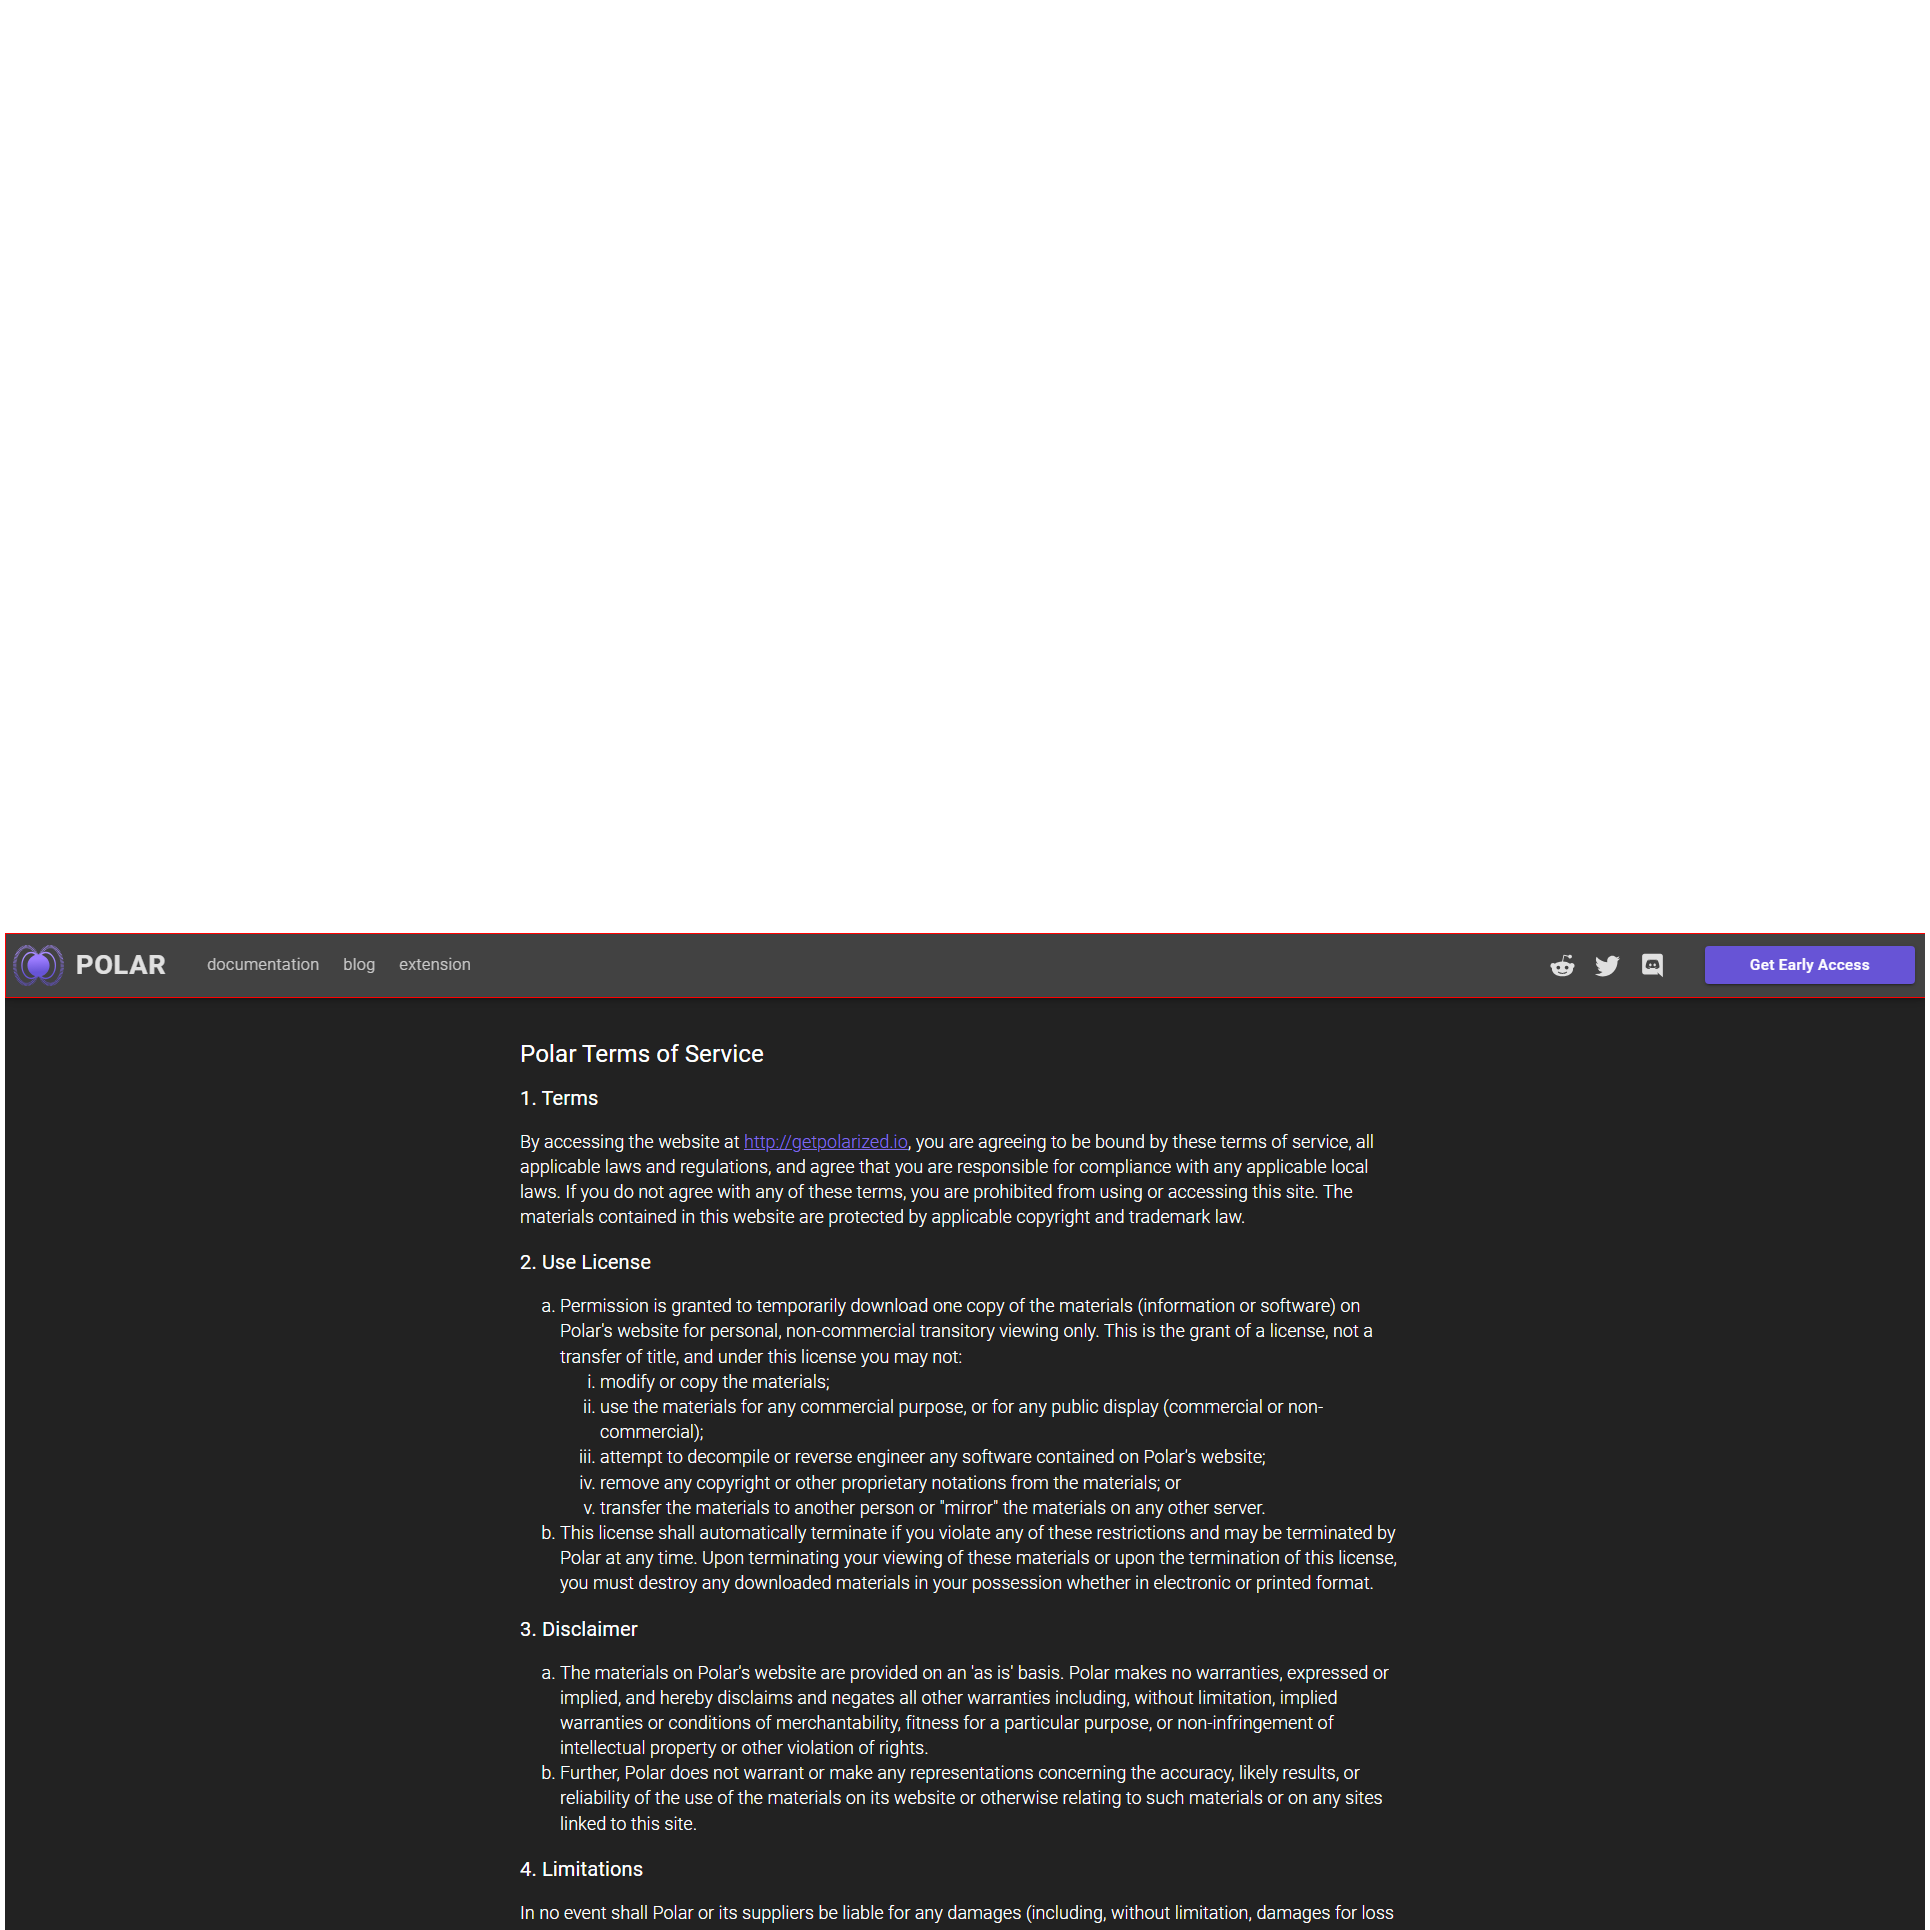 POLAR documentation blog extension Get Early Access
Polar Terms of Service
1. Terms
By accessing the website at http://getpolarized.io, you are agreeing to be bound by these terms of service, all
applicable laws and regulations, and agree that you are responsible for compliance with any applicable local
laws. If you do not agree with any of these terms, you are prohibited from using or accessing this site. The
materials contained in this website are protected by applicable copyright and trademark law.
2. Use License
a. Permission is granted to temporarily download one copy of the materials (information or software) on
Polar's website for personal, non-commercial transitory viewing only. This is the grant of a license, not a
transfer of title, and under this license you may not:
i. modify or copy the materials;
ii. use the materials for any commercial purpose, or for any public display (commercial or non-
commercial);
iii. attempt to decompile or reverse engineer any software contained on Polar's website;
iv. remove any copyright or other proprietary notations from the materials; or
v. transfer the materials to another person or "mirror" the materials on any other server.
b. This license shall automatically terminate if you violate any of these restrictions and may be terminated by
Polar at any time. Upon terminating your viewing of these materials or upon the termination of this license,
you must destroy any downloaded materials in your possession whether in electronic or printed format.
3. Disclaimer
a. The materials on Polar's website are provided on an 'as is' basis. Polar makes no warranties, expressed or
implied, and hereby disclaims and negates all other warranties including, without limitation, implied
warranties or conditions of merchantability, fitness for a particular purpose, or non-infringement of
intellectual property or other violation of rights.
b. Further, Polar does not warrant or make any representations concerning the accuracy, likely results, or
reliability of the use of the materials on its website or otherwise relating to such materials or on any sites
linked to this site.
4. Limitations
In no event shall Polar or its suppliers be liable for any damages (including, without limitation, damages for loss